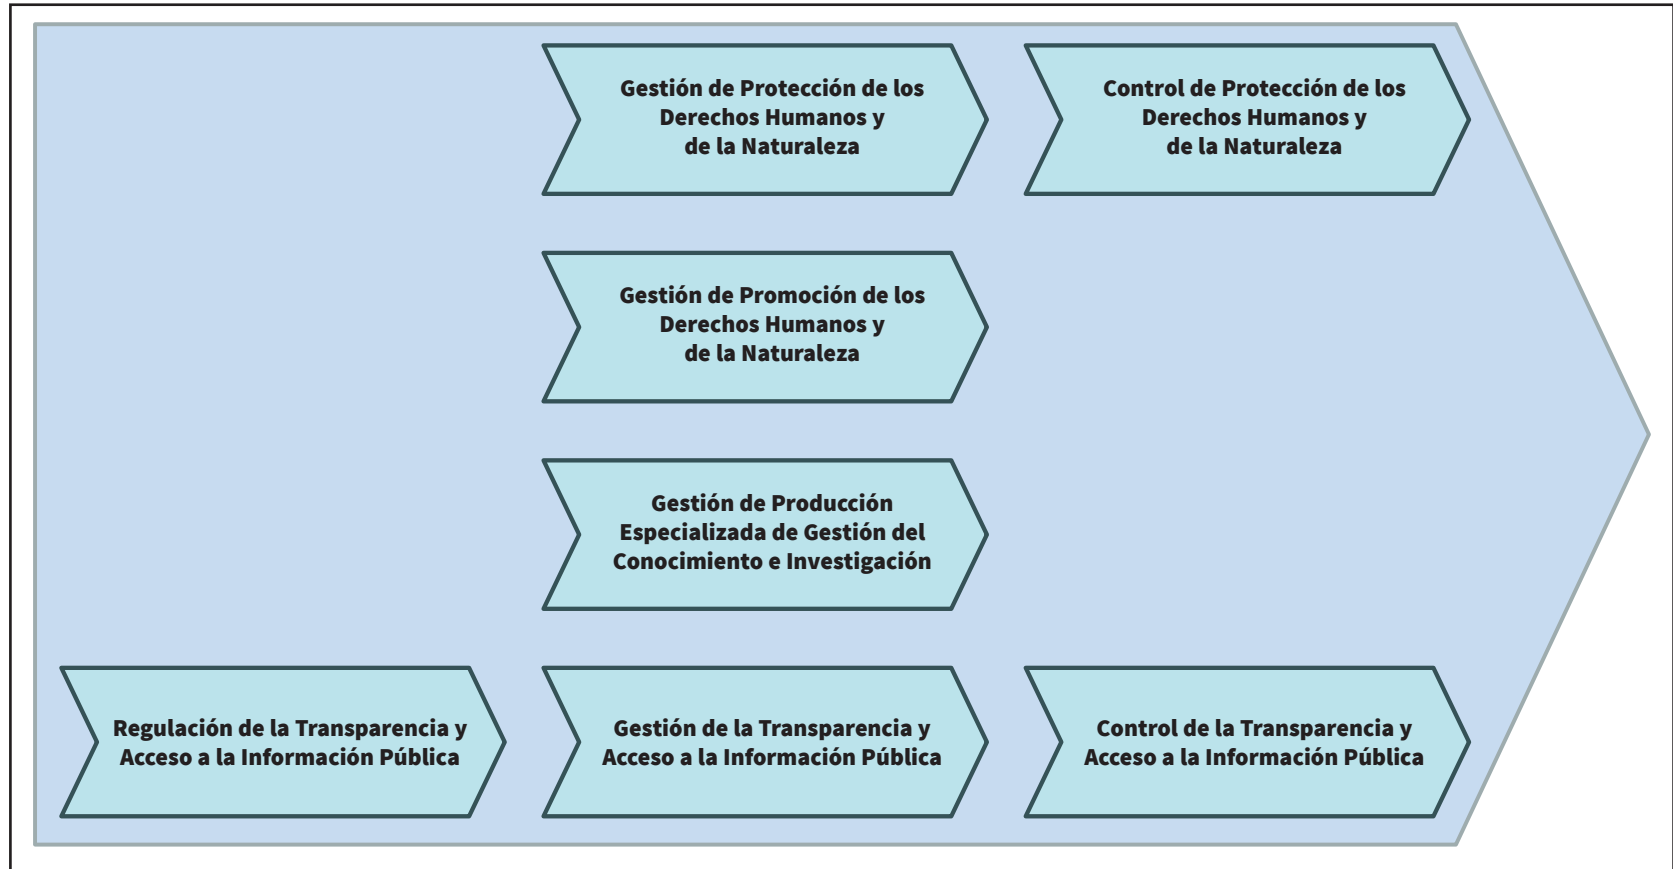 Gestión de Protección de los
Derechos Humanos y
de la Naturaleza
Control de Protección de los
Derechos Humanos y
de la Naturaleza
Gestión de Promoción de los
Derechos Humanos y
de la Naturaleza
Gestión de Producción
Especializada de Gestión del
Conocimiento e Investigación
Regulación de la Transparencia y
Acceso a la Información Pública
Gestión de la Transparencia y
Acceso a la Información Pública
Control de la Transparencia y
Acceso a la Información Pública